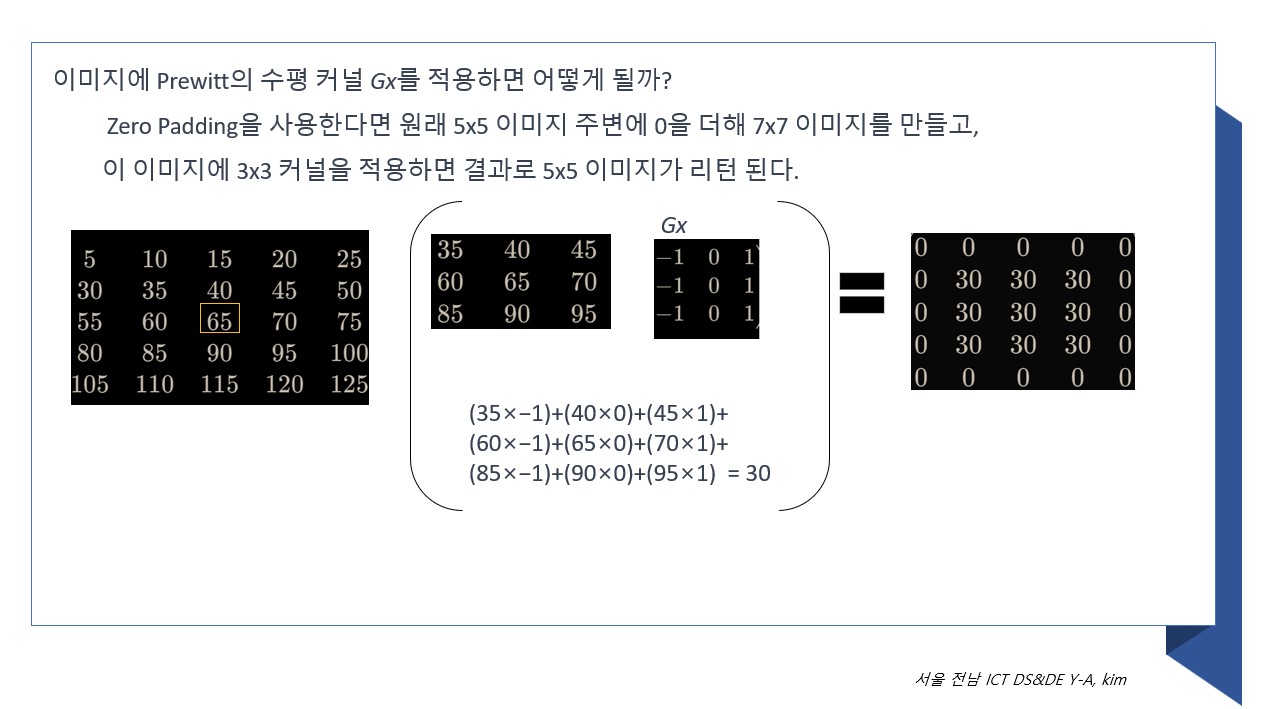 이미지에 Prewitt의 수평 커널 Gx를 적용하면 어떻게 될까?
Zero Padding을 사용한다면 원래 5x5 이미지 주변에 0을 더해 7x7 이미지를 만들고,
이 이미지에 3x3 커널을 적용하면 결과로 5x5 이미지가 리턴 된다.
5 10 15 20 25
30 35 40 45 50
55 60 65 70 75
80 85 90 95 100
105 110 115 120 125
35 40 45
60 65 70
85 90 95
Gx
−1 0 1
−1 0 1
−1 0 1
(35×−1)+(40×0)+(45×1)+
(60×−1)+(65×0)+(70×1)+
(85×−1)+(90×0)+(95×1) = 30
=
0 0 0 0 0
0 30 30 30 0
0 30 30 30 0
0 30 30 30 0
0 0 0 0 0
서울 전남 ICT DS&DE Y-A, kim